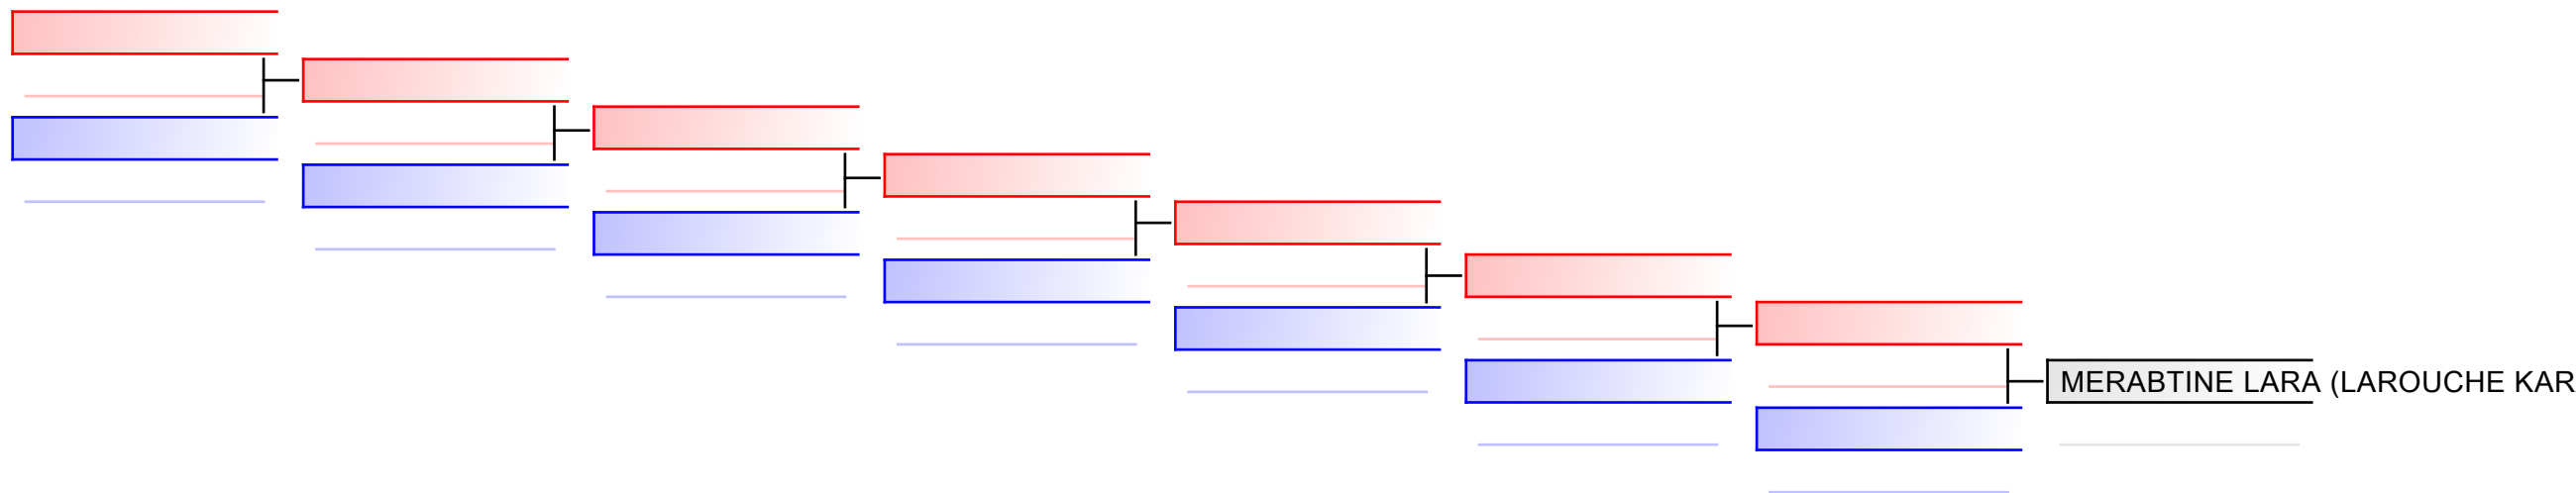 MERABTINE LARA (LAROUCHE KAR